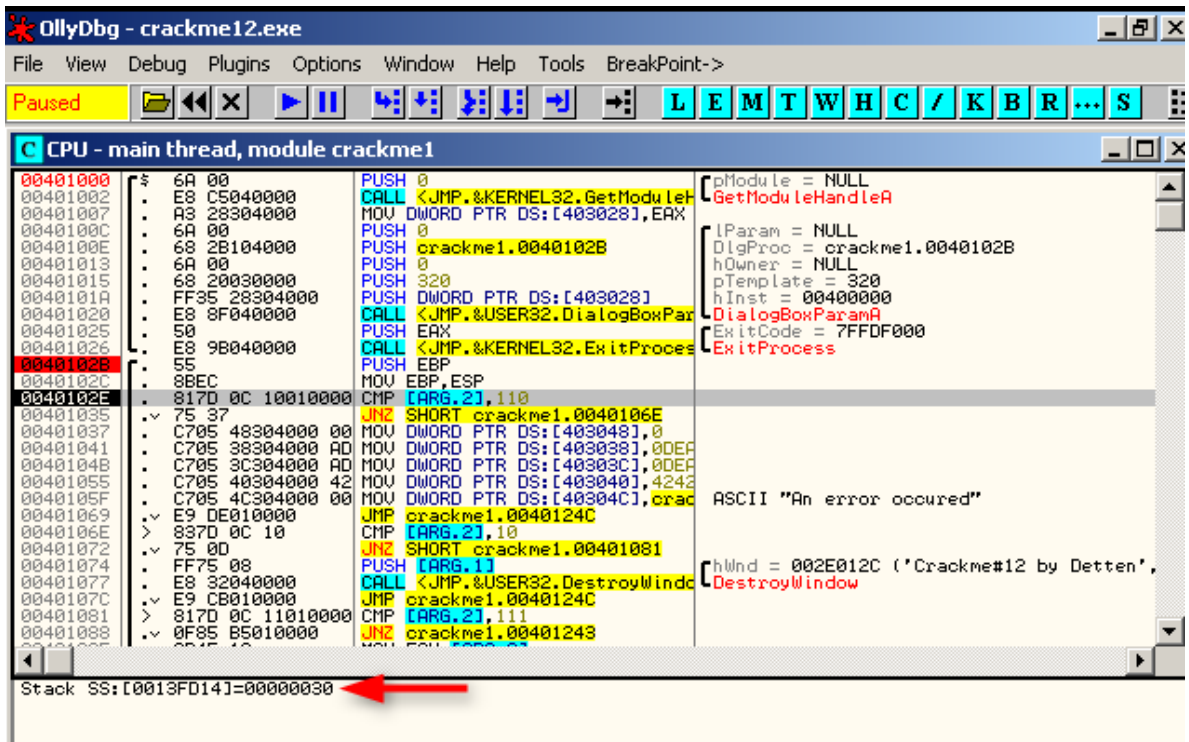 OllyDbg - crackme12.exe
File View Debug Plugins Options Window Help Tools BreakPoint->
Paused L E M T W H C / K B R ... S
C CPU - main thread, module crackme1
00401000 $ 6A 00 PUSH 0 pModule = NULL
00401002 . E8 C5040000 CALL <JMP.&KERNEL32.GetModuleH GetModuleHandleA
00401007 . A3 28304000 MOV DWORD PTR DS:[403028],EAX
0040100C . 6A 00 PUSH 0 lParam = NULL
0040100E . 68 2B104000 PUSH crackme1.0040102B DlgProc = crackme1.0040102B
00401013 . 6A 00 PUSH 0 hOwner = NULL
00401015 . 68 20030000 PUSH 320 pTemplate = 320
0040101A . FF35 28304000 PUSH DWORD PTR DS:[403028] hInst = 00400000
00401020 . E8 8F040000 CALL <JMP.&USER32.DialogBoxPar DialogBoxParamA
00401025 . 50 PUSH EAX ExitCode = 7FFDF000
00401026 . E8 9B040000 CALL <JMP.&KERNEL32.ExitProces ExitProcess
0040102B . 55 PUSH EBP
0040102C . 8BEC MOV EBP,ESP
0040102E . 817D 0C 10010000 CMP [ARG.2],110
00401035 .v 75 37 JNZ SHORT crackme1.0040106E
00401037 . C705 48304000 00 MOV DWORD PTR DS:[403048],0
00401041 . C705 38304000 AD MOV DWORD PTR DS:[403038],0DEA
0040104B . C705 3C304000 AD MOV DWORD PTR DS:[40303C],0DEA
00401055 . C705 40304000 42 MOV DWORD PTR DS:[403040],4242
0040105F . C705 4C304000 00 MOV DWORD PTR DS:[40304C],crac ASCII "An error occured"
00401069 .v E9 DE010000 JMP crackme1.0040124C
0040106E > 837D 0C 10 CMP [ARG.2],10
00401072 .v 75 0D JNZ SHORT crackme1.00401081
00401074 . FF75 08 PUSH [ARG.1] hWnd = 002E012C ('Crackme#12 by Detten',
00401077 . E8 32040000 CALL <JMP.&USER32.DestroyWindo DestroyWindow
0040107C .v E9 CB010000 JMP crackme1.0040124C
00401081 > 817D 0C 11010000 CMP [ARG.2],111
00401088 .v 0F85 B5010000 JNZ crackme1.00401243
Stack SS:[0013FD14]=00000030